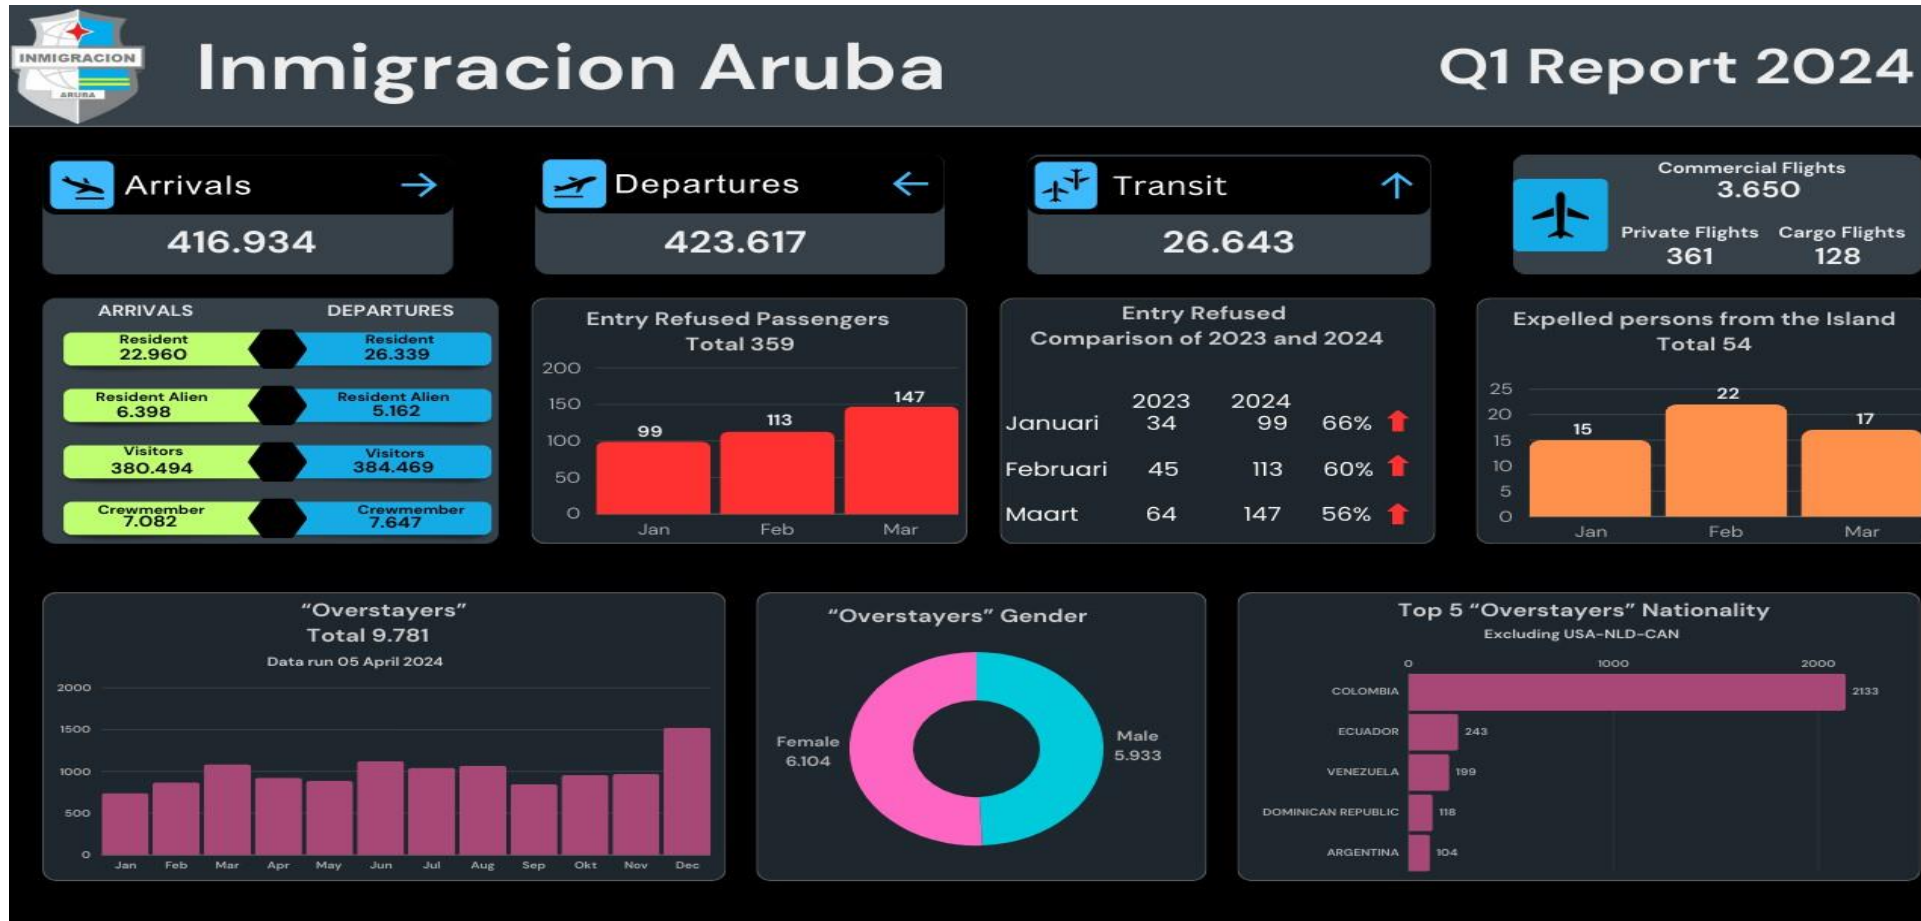 INMIGRACION
ARUBA
Inmigracion Aruba
Q1 Report 2024
Arrivals
416.934
Departures
423.617
Transit
26.643
Commercial Flights
3.650
Private Flights Cargo Flights
361 128
ARRIVALS DEPARTURES
Resident Resident
22.960 26.339
Resident Alien Resident Alien
6.398 5.162
Visitors Visitors
380.494 384.469
Crewmember Crewmember
7.082 7.647
Entry Refused Passengers
Total 359
200
150
100
50
0
99 113 147
Jan Feb Mar
Entry Refused
Comparison of 2023 and 2024
2023 2024
Januari 34 99 66%
Februari 45 113 60%
Maart 64 147 56%
Expelled persons from the Island
Total 54
25
20
15
10
5
0
15 22 17
Jan Feb Mar
“Overstayers”
Total 9.781
Data run 05 April 2024
2000
1500
1000
500
0
Jan Feb Mar Apr May Jun Jul Aug Sep Okt Nov Dec
“Overstayers” Gender
Female
6.104
Male
5.933
Top 5 “Overstayers” Nationality
Excluding USA-NLD-CAN
0 1000 2000
COLOMBIA 2133
ECUADOR 243
VENEZUELA 199
DOMINICAN REPUBLIC 118
ARGENTINA 104